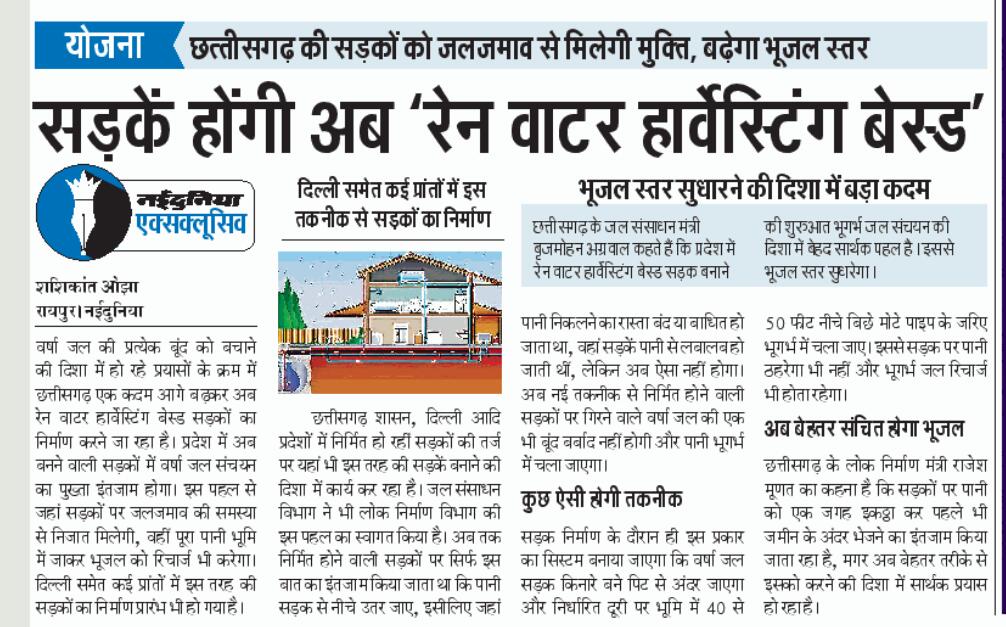 योजना
छत्तीसगढ़ की सड़कों को जलजमाव से मिलेगी मुक्ति, बढ़ेगा भूजल स्तर
सड़कें होंगी अब ‘रेन वाटर हार्वेस्टिंग बेस्ड’
नईदुनिया
एक्सक्लूसिव
शशिकांत ओझा
रायपुर। नईदुनिया
वर्षा जल की प्रत्येक बूंद को बचाने
की दिशा में हो रहे प्रयासों के क्रम में
छत्तीसगढ़ एक कदम आगे बढ़कर अब
रेन वाटर हार्वेस्टिंग बेस्ड सड़कों का
निर्माण करने जा रहा है। प्रदेश में अब
बनने वाली सड़कों में वर्षा जल संचयन
का पुख्ता इंतजाम होगा। इस पहल से
जहां सड़कों पर जलजमाव की समस्या
से निजात मिलेगी, वहीं पूरा पानी भूमि
में जाकर भूजल को रिचार्ज भी करेगा।
दिल्ली समेत कई प्रांतों में इस तरह की
सड़कों का निर्माण प्रारंभ भी हो गया है।
दिल्ली समेत कई प्रांतों में इस
तकनीक से सड़कों का निर्माण
छत्तीसगढ़ शासन, दिल्ली आदि
प्रदेशों में निर्मित हो रहीं सड़कों की तर्ज
पर यहां भी इस तरह की सड़कें बनाने की
दिशा में कार्य कर रहा है। जल संसाधन
विभाग ने भी लोक निर्माण विभाग की
इस पहल का स्वागत किया है। अब तक
निर्मित होने वाली सड़कों पर सिर्फ इस
बात का इंतजाम किया जाता था कि पानी
सड़क से नीचे उतर जाए, इसीलिए जहां
भूजल स्तर सुधारने की दिशा में बड़ा कदम
छत्तीसगढ़ के जल संसाधन मंत्री
बृजमोहन अग्रवाल कहते हैं कि प्रदेश में
रेन वाटर हार्वेस्टिंग बेस्ड सड़क बनाने
की शुरुआत भूगर्भ जल संचयन की
दिशा में बेहद सार्थक पहल है। इससे
भूजल स्तर सुधारेगा।
पानी निकलने का रास्ता बंद या बाधित हो
जाता था, वहां सड़कें पानी से लबालब हो
जाती थीं, लेकिन अब ऐसा नहीं होगा।
अब नई तकनीक से निर्मित होने वाली
सड़कों पर गिरने वाले वर्षा जल की एक
भी बूंद बर्बाद नहीं होगी और पानी भूगर्भ
में चला जाएगा।
कुछ ऐसी होगी तकनीक
सड़क निर्माण के दौरान ही इस प्रकार
का सिस्टम बनाया जाएगा कि वर्षा जल
सड़क किनारे बने पिट से अंदर जाएगा
और निर्धारित दूरी पर भूमि में 40 से
50 फीट नीचे बिछे मोटे पाइप के जरिए
भूगर्भ में चला जाए। इससे सड़क पर पानी
ठहरेगा भी नहीं और भूगर्भ जल रिचार्ज
भी होता रहेगा।
अब बेहतर संचित होगा भूजल
छत्तीसगढ़ के लोक निर्माण मंत्री राजेश
मूणत का कहना है कि सड़कों पर पानी
को एक जगह इकट्ठा कर पहले भी
जमीन के अंदर भेजने का इंतजाम किया
जाता रहा है, मगर अब बेहतर तरीके से
इसको करने की दिशा में सार्थक प्रयास
हो रहा है।